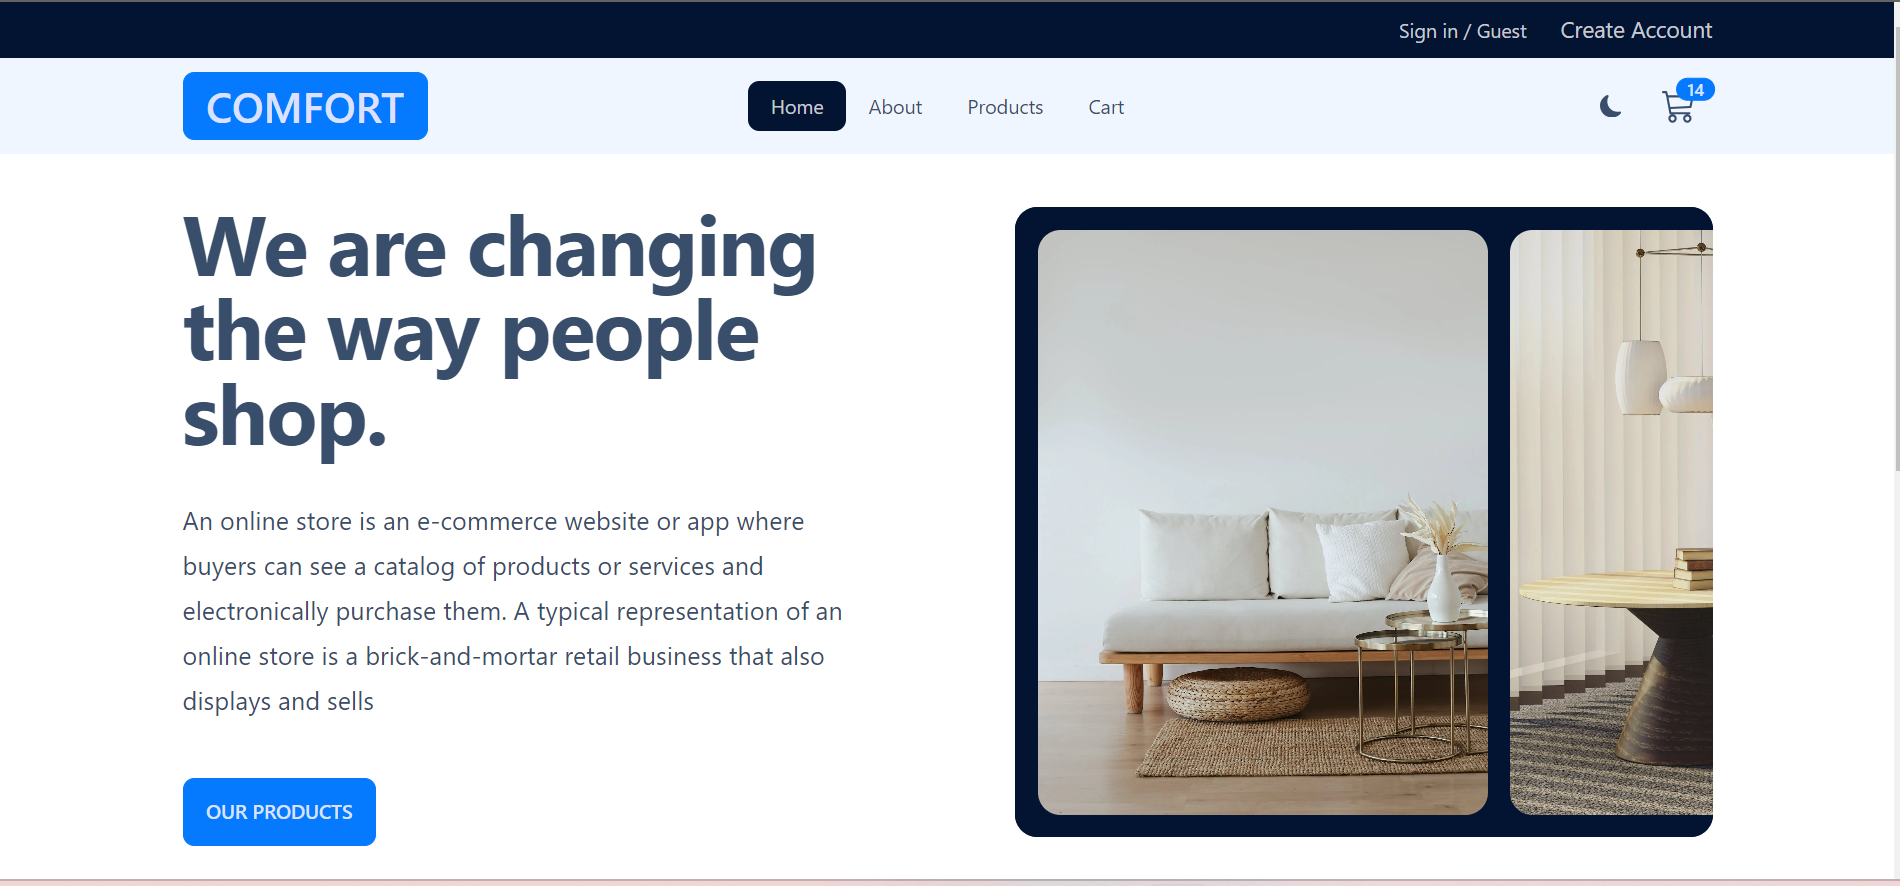 Sign in / Guest Create Account
COMFORT Home About Products Cart 14
We are changing
the way people
shop.
An online store is an e-commerce website or app where
buyers can see a catalog of products or services and
electronically purchase them. A typical representation of an
online store is a brick-and-mortar retail business that also
displays and sells
OUR PRODUCTS